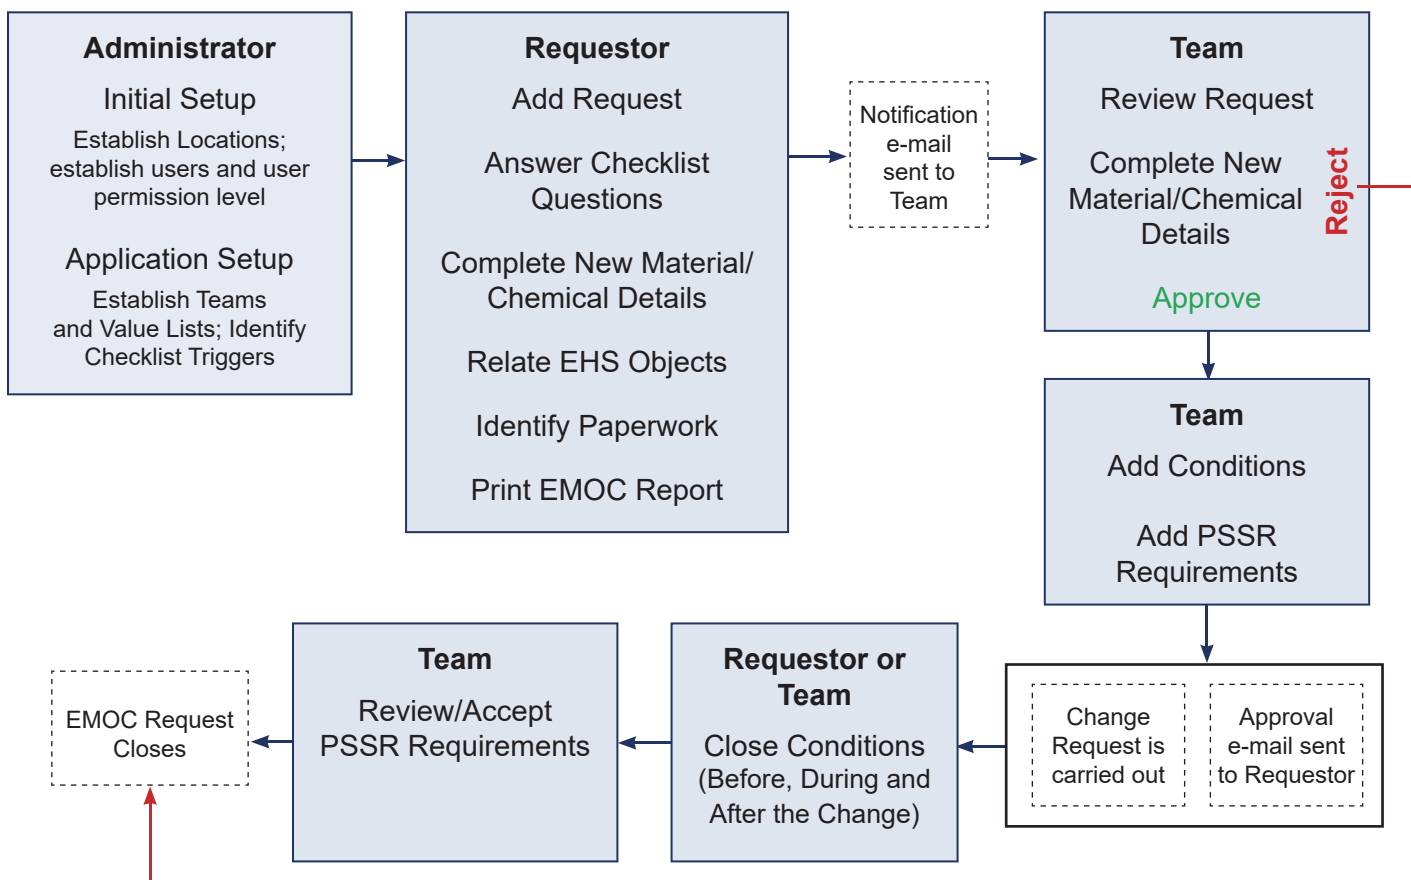 Administrator
Initial Setup
Establish Locations;
establish users and user
permission level
Application Setup
Establish Teams
and Value Lists; Identify
Checklist Triggers
Requestor
Add Request
Answer Checklist
Questions
Complete New Material/
Chemical Details
Relate EHS Objects
Identify Paperwork
Print EMOC Report
Notification
e-mail
sent to
Team
Team
Review Request
Complete New
Material/Chemical
Details
Reject
Approve
Team
Add Conditions
Add PSSR
Requirements
Change
Request is
carried out
Approval
e-mail sent
to Requestor
Requestor or
Team
Close Conditions
(Before, During and
After the Change)
Team
Review/Accept
PSSR Requirements
EMOC Request
Closes